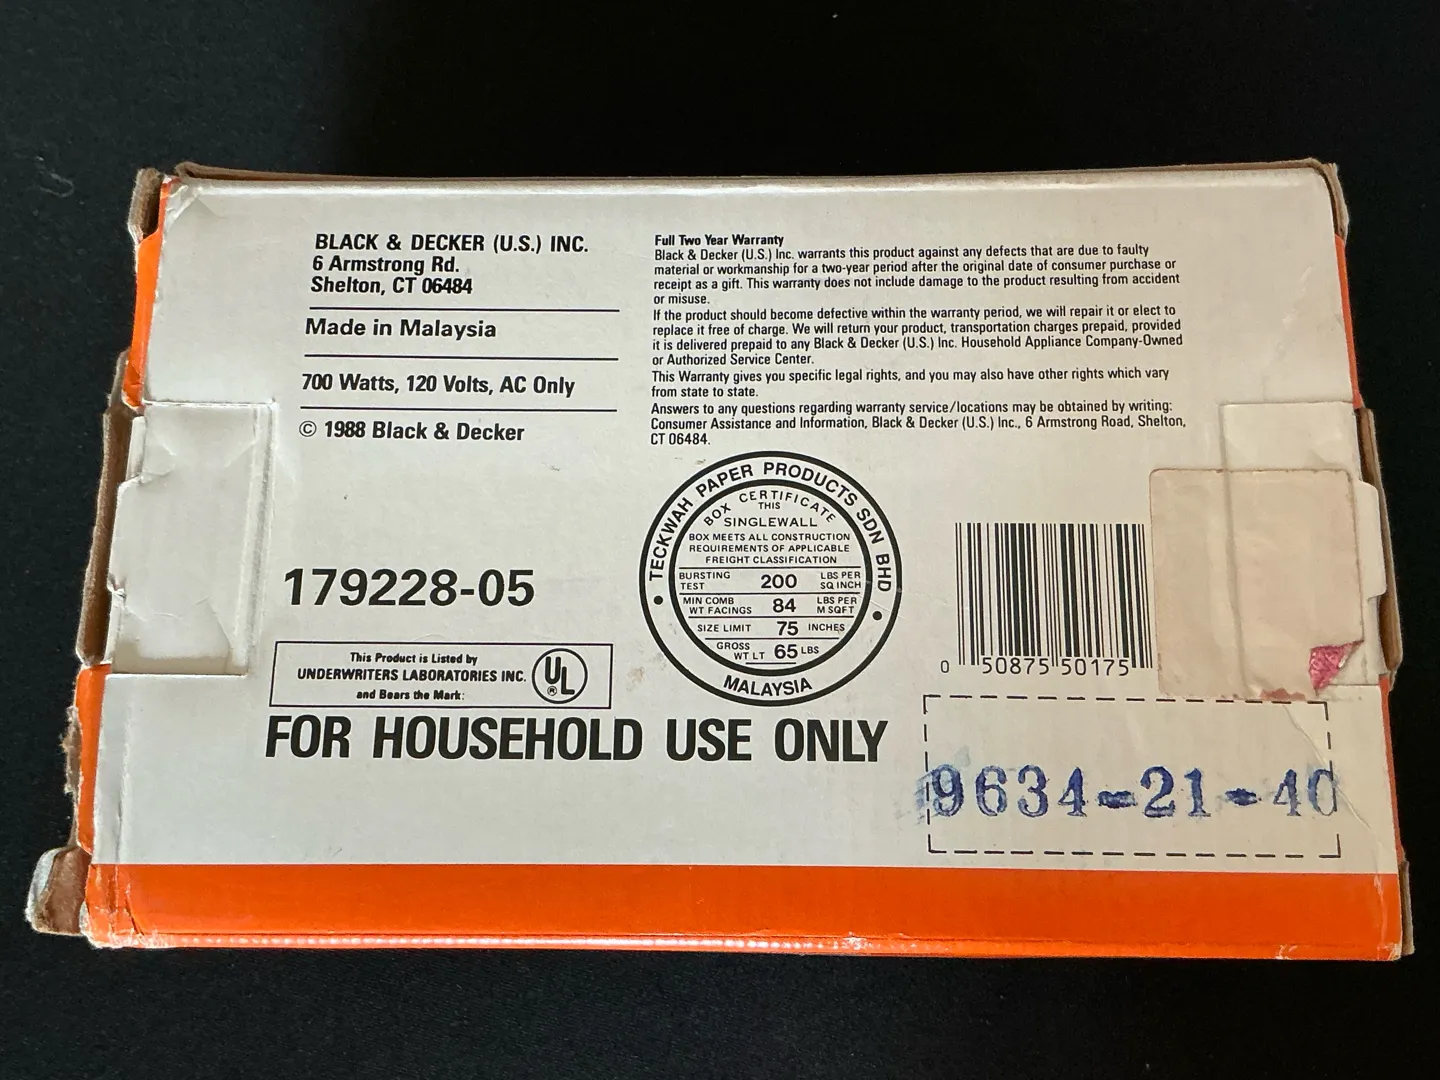 BLACK & DECKER (U.S.) INC.
6 Armstrong Rd.
Shelton, CT 06484
Made in Malaysia
700 Watts, 120 Volts, AC Only
© 1988 Black & Decker
Full Two Year Warranty
Black & Decker (U.S.) Inc. warrants this product against any defects that are due to faulty
material or workmanship for a two-year period after the original date of consumer purchase or
receipt as a gift. This warranty does not include damage to the product resulting from accident
or misuse.
If the product should become defective within the warranty period, we will repair it or elect to
replace it free of charge. We will return your product, transportation charges prepaid, provided
it is delivered prepaid to any Black & Decker (U.S.) Inc. Household Appliance Company-Owned
or Authorized Service Center.
This Warranty gives you specific legal rights, and you may also have other rights which vary
from state to state.
Answers to any questions regarding warranty service/locations may be obtained by writing:
Consumer Assistance and Information, Black & Decker (U.S.) Inc., 6 Armstrong Road, Shelton,
CT 06484.
179228-05
This Product is Listed by
UNDERWRITERS LABORATORIES INC.
and Bears the Mark:
UL ®
TECKWAH PAPER PRODUCTS SDN BHD
BOX CERTIFICATE
THIS
SINGLEWALL
BOX MEETS ALL CONSTRUCTION
REQUIREMENTS OF APPLICABLE
FREIGHT CLASSIFICATION
BURSTING TEST 200 LBS PER SQ INCH
MIN COMB WT FACINGS 84 LBS PER M SQFT
SIZE LIMIT 75 INCHES
GROSS WT LT 65 LBS
MALAYSIA
0 50875 50175
FOR HOUSEHOLD USE ONLY
9634-21-40